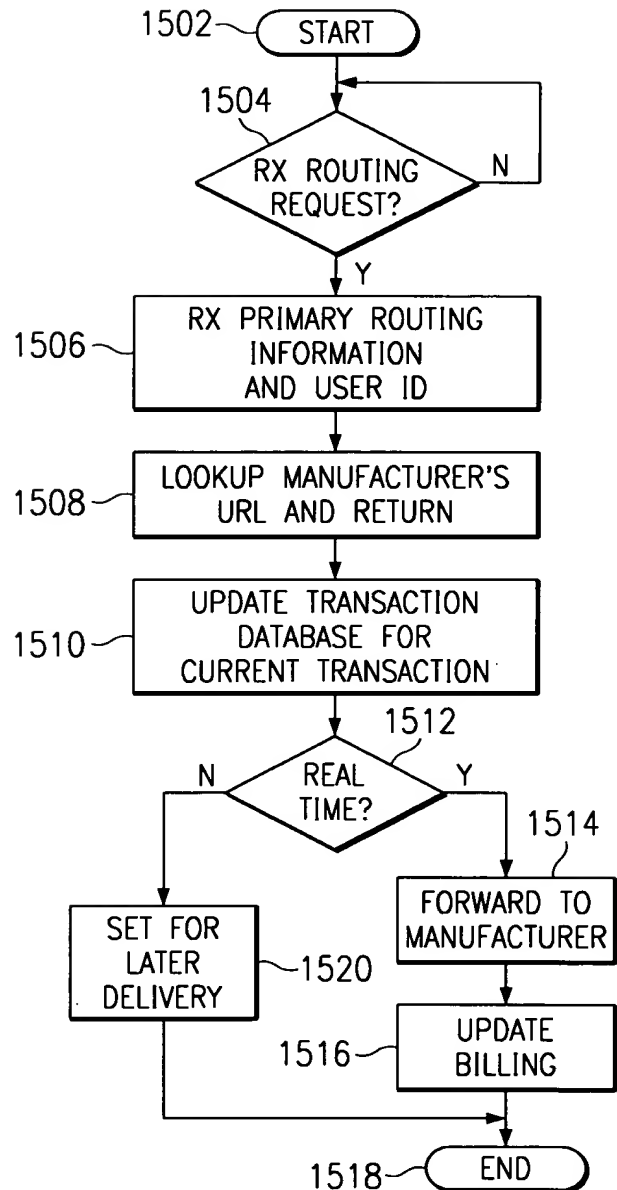 1502
START
1504
RX ROUTING
REQUEST?
N
Y
1506
RX PRIMARY ROUTING
INFORMATION
AND USER ID
1508
LOOKUP MANUFACTURER'S
URL AND RETURN
1510
UPDATE TRANSACTION
DATABASE FOR
CURRENT TRANSACTION
1512
N
REAL
TIME?
Y
1514
FORWARD TO
MANUFACTURER
SET FOR
LATER
DELIVERY
1520
1516
UPDATE
BILLING
1518
END